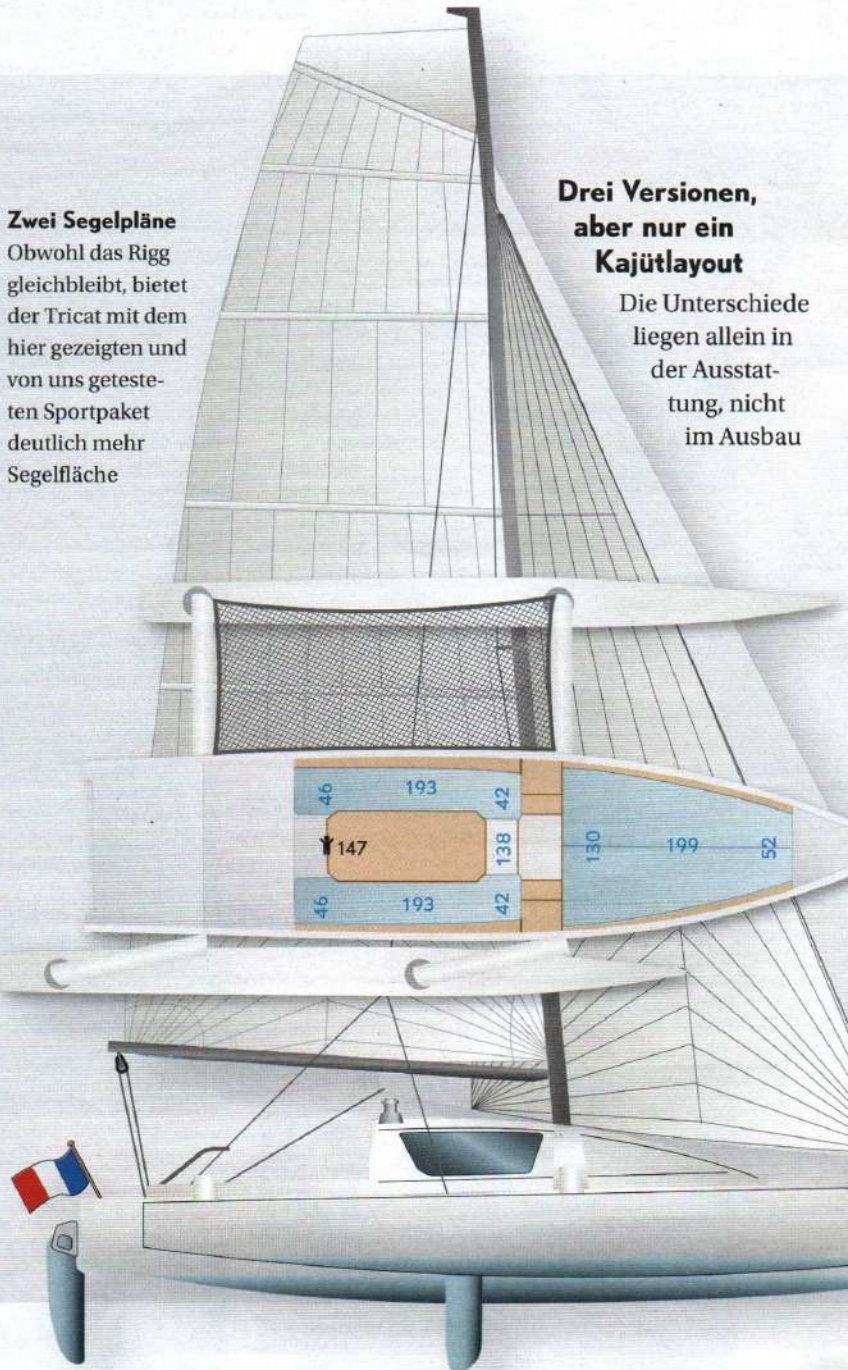 Zwei Segelpläne
Obwohl das Rigg
gleichbleibt, bietet
der Tricat mit dem
hier gezeigten und
von uns geteste-
ten Sportpaket
deutlich mehr
Segelfläche
Drei Versionen,
aber nur ein
Kajütlayout
Die Unterschiede
liegen allein in
der Ausstat-
tung, nicht
im Ausbau
46 193 42
147 138 130 199 52
46 193 42